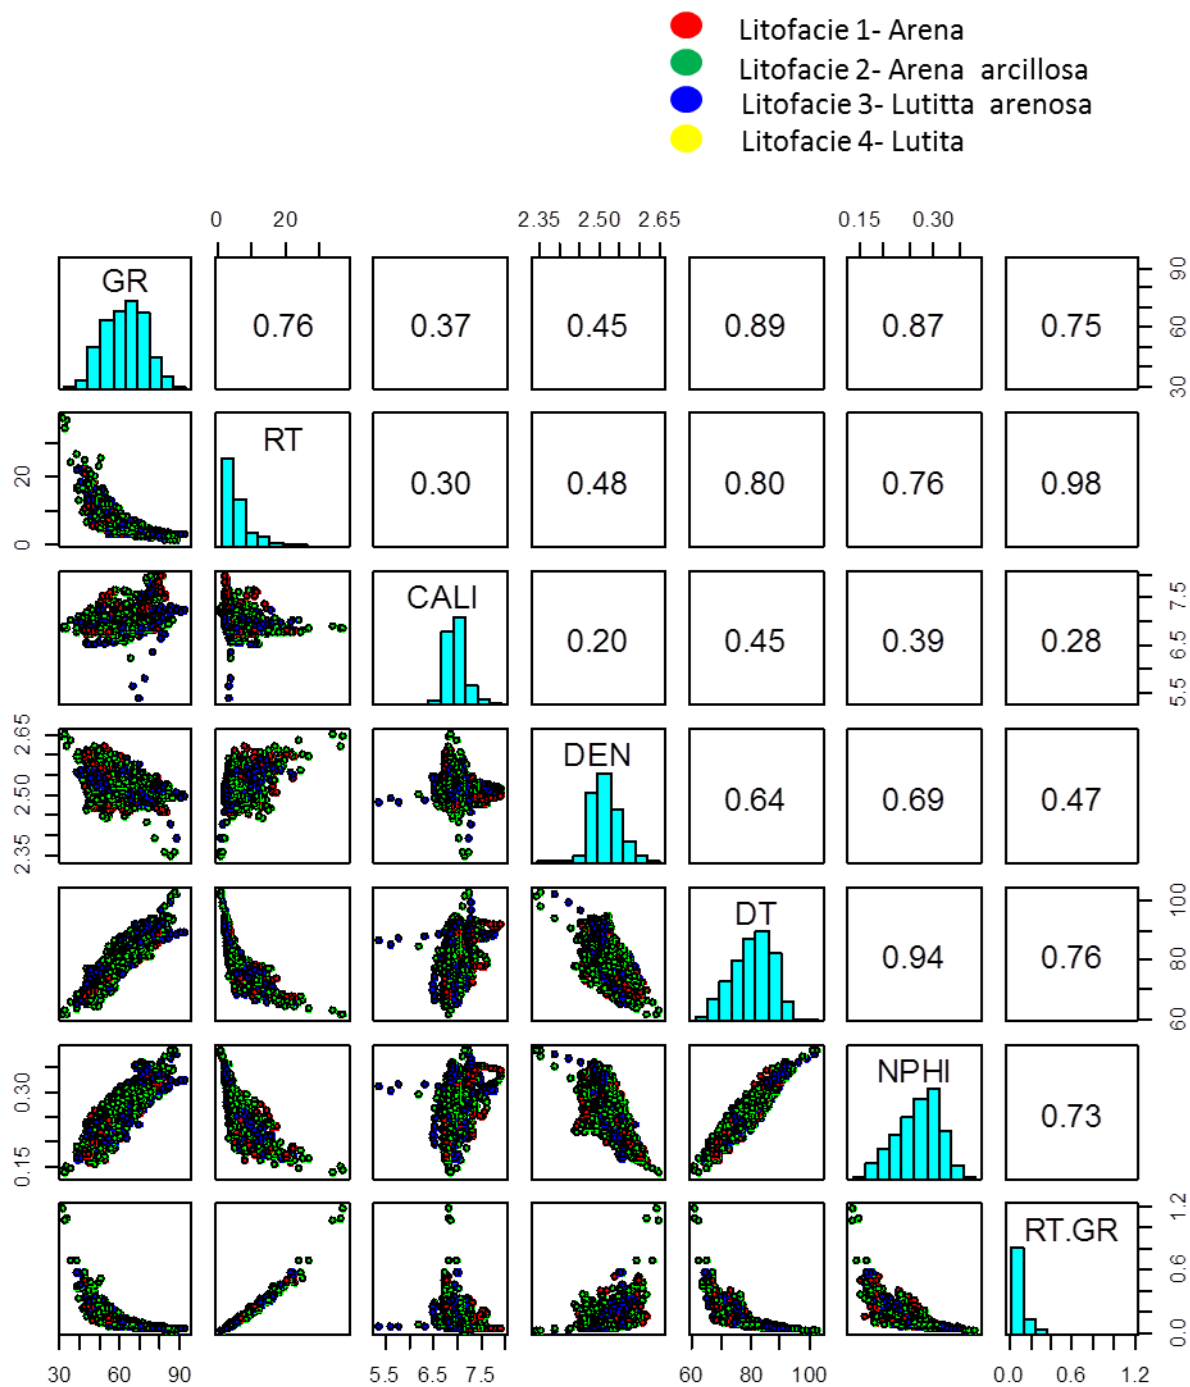 Litofacie 1- Arena
Litofacie 2- Arena arcillosa
Litofacie 3- Lutitta arenosa
Litofacie 4- Lutita
0 20 2.35 2.50 2.65 0.15 0.30
GR 0.76 0.37 0.45 0.89 0.87 0.75
30 60 90
0 20
RT 0.30 0.48 0.80 0.76 0.98
CALI 0.20 0.45 0.39 0.28
5.5 6.5 7.5
2.35 2.50 2.65
DEN 0.64 0.69 0.47
DT 0.94 0.76
60 80 100
0.15 0.30
NPHI 0.73
RT.GR
0.0 0.6 1.2
30 60 90 5.5 6.5 7.5 60 80 100 0.0 0.6 1.2